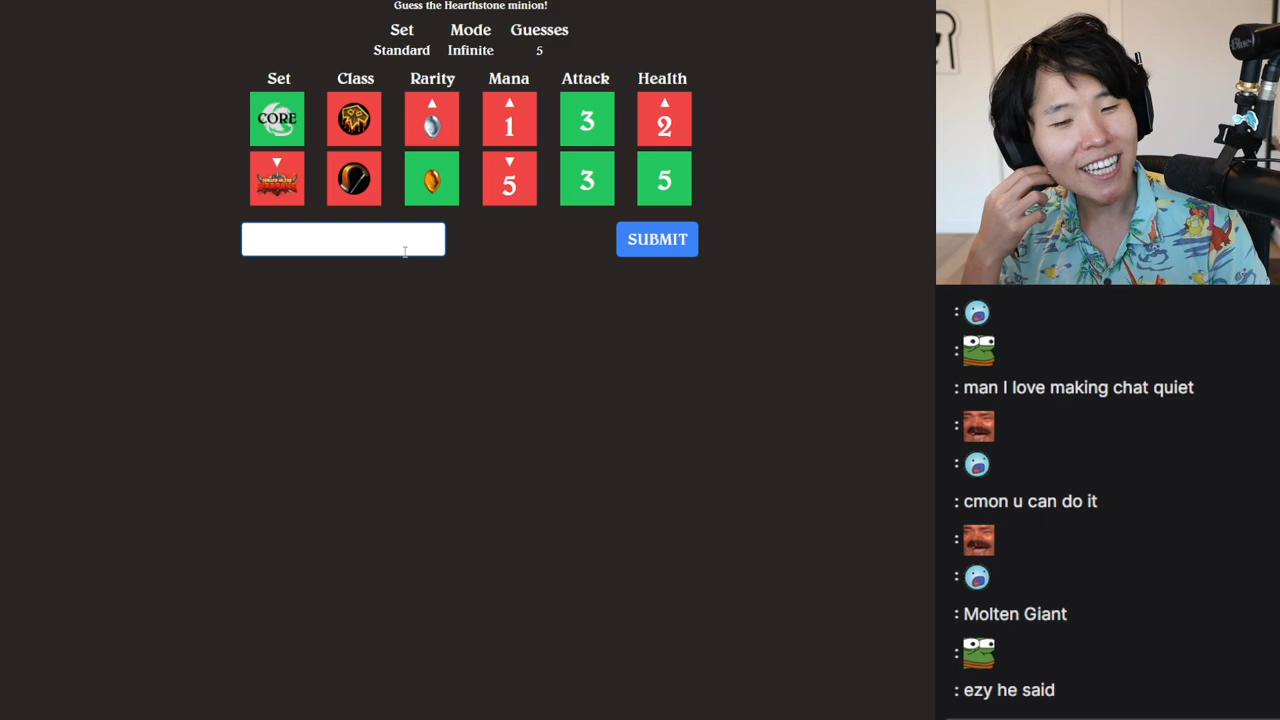 Guess the Hearthstone minion!
Set Mode Guesses
Standard Infinite 5
Set Class Rarity Mana Attack Health
CORE 1 3 2
5 3 5
SUBMIT
:
:
: man I love making chat quiet
:
:
: cmon u can do it
:
:
: Molten Giant
:
: ezy he said
Blue